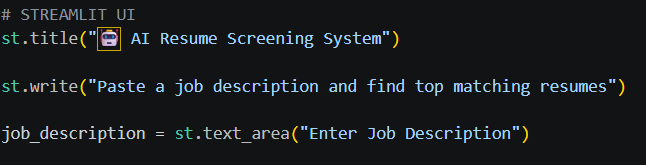 # STREAMLIT UI
st.title("🤖 AI Resume Screening System")
st.write("Paste a job description and find top matching resumes")
job_description = st.text_area("Enter Job Description")